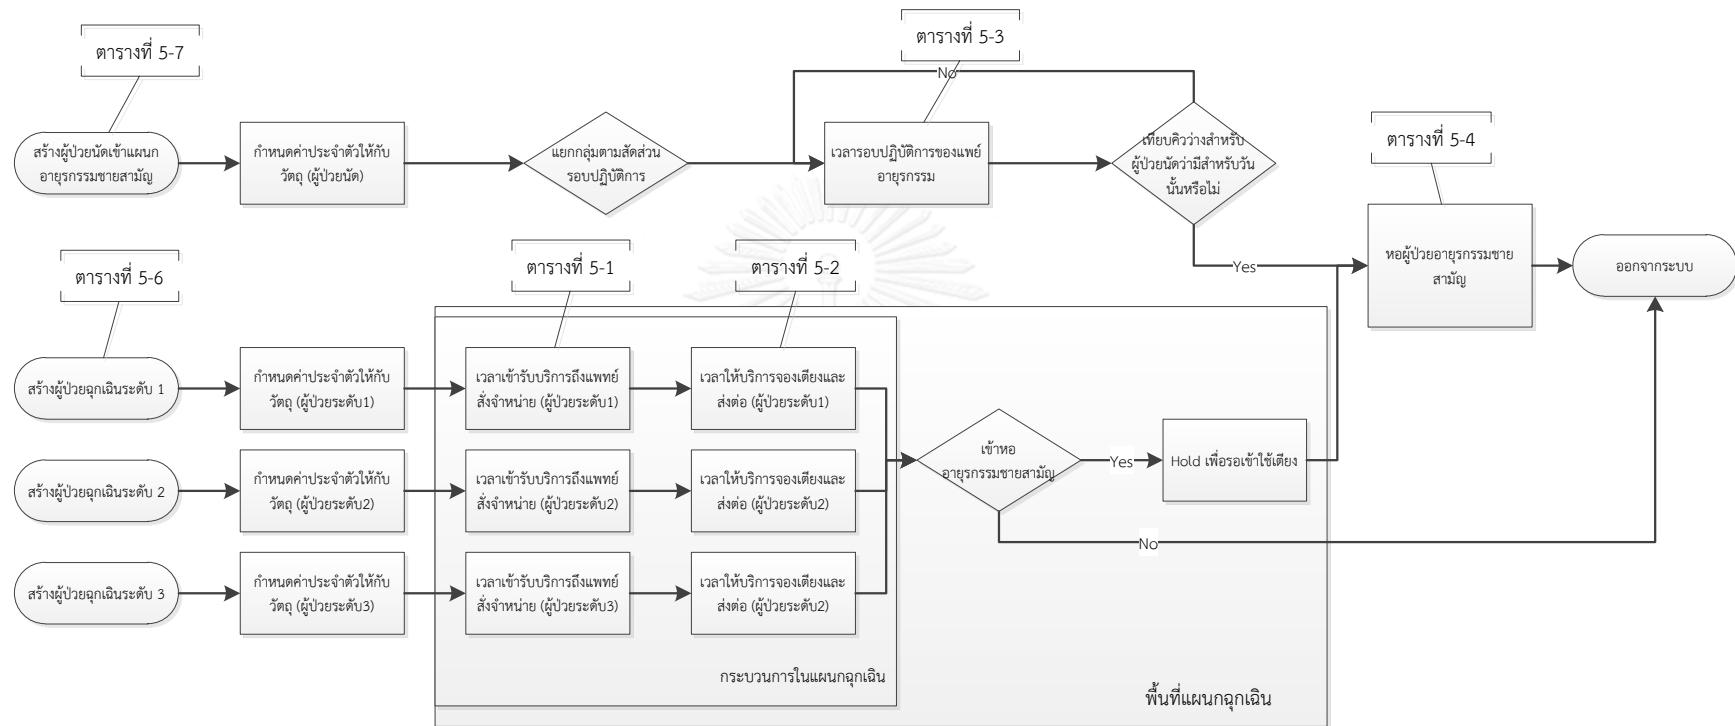 ตารางที่ 5-7
ตารางที่ 5-3
No
สร้างผู้ป่วยนัดเข้าแผนก
อายุรกรรมชายสามัญ
กำหนดค่าประจำตัวให้กับ
วัตถุ (ผู้ป่วยนัด)
แยกกลุ่มตามสัดส่วน
รอบปฏิบัติการ
เวลารอบปฏิบัติการของแพย์
อายุรกรรม
เทียบคิวว่างสำหรับ
ผู้ป่วยนัดว่ามีสำหรับวัน
นั้นหรือไม่
ตารางที่ 5-4
Yes
หอผู้ป่วยอายุรกรรมชาย
สามัญ
ออกจากระบบ
ตารางที่ 5-6
ตารางที่ 5-1
ตารางที่ 5-2
สร้างผู้ป่วยฉุกเฉินระดับ 1
กำหนดค่าประจำตัวให้กับ
วัตถุ (ผู้ป่วยระดับ1)
เวลาเข้ารับบริการถึงแพทย์
สั่งจำหน่าย (ผู้ป่วยระดับ1)
เวลาให้บริการจองเตียงและ
ส่งต่อ (ผู้ป่วยระดับ1)
สร้างผู้ป่วยฉุกเฉินระดับ 2
กำหนดค่าประจำตัวให้กับ
วัตถุ (ผู้ป่วยระดับ2)
เวลาเข้ารับบริการถึงแพทย์
สั่งจำหน่าย (ผู้ป่วยระดับ2)
เวลาให้บริการจองเตียงและ
ส่งต่อ (ผู้ป่วยระดับ2)
เข้าหอ
อายุรกรรมชายสามัญ
Yes
Hold เพื่อรอเข้าใช้เตียง
No
สร้างผู้ป่วยฉุกเฉินระดับ 3
กำหนดค่าประจำตัวให้กับ
วัตถุ (ผู้ป่วยระดับ3)
เวลาเข้ารับบริการถึงแพทย์
สั่งจำหน่าย (ผู้ป่วยระดับ3)
เวลาให้บริการจองเตียงและ
ส่งต่อ (ผู้ป่วยระดับ2)
กระบวนการในแผนกฉุกเฉิน
พื้นที่แผนกฉุกเฉิน